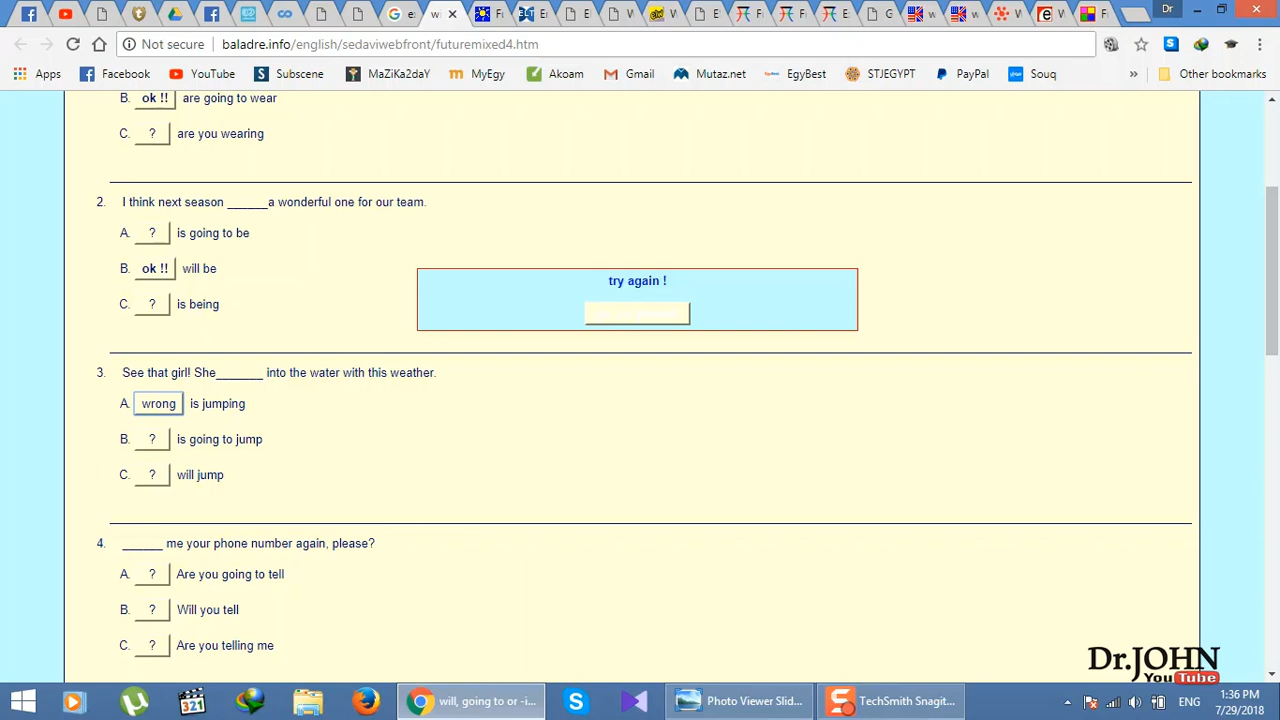 Dr
Not secure
baladre.info/english/sedaviwebfront/futuremixed4.htm
Apps
Facebook
YouTube
Subscene
MaZiKa2daY
MyEgy
Akoam
Gmail
Mutaz.net
EgyBest
STJEGYPT
PayPal
Souq
»
Other bookmarks
B. ok !! are going to wear
C. ? are you wearing
2. I think next season ______a wonderful one for our team.
A. ? is going to be
B. ok !! will be
C. ? is being
try again !
3. See that girl! She_______ into the water with this weather.
A. wrong is jumping
B. ? is going to jump
C. ? will jump
4. ______ me your phone number again, please?
A. ? Are you going to tell
B. ? Will you tell
C. ? Are you telling me
Dr.JOHN
YouTube
will, going to or -i...
Photo Viewer Slid...
TechSmith Snagit...
ENG
1:36 PM
7/29/2018